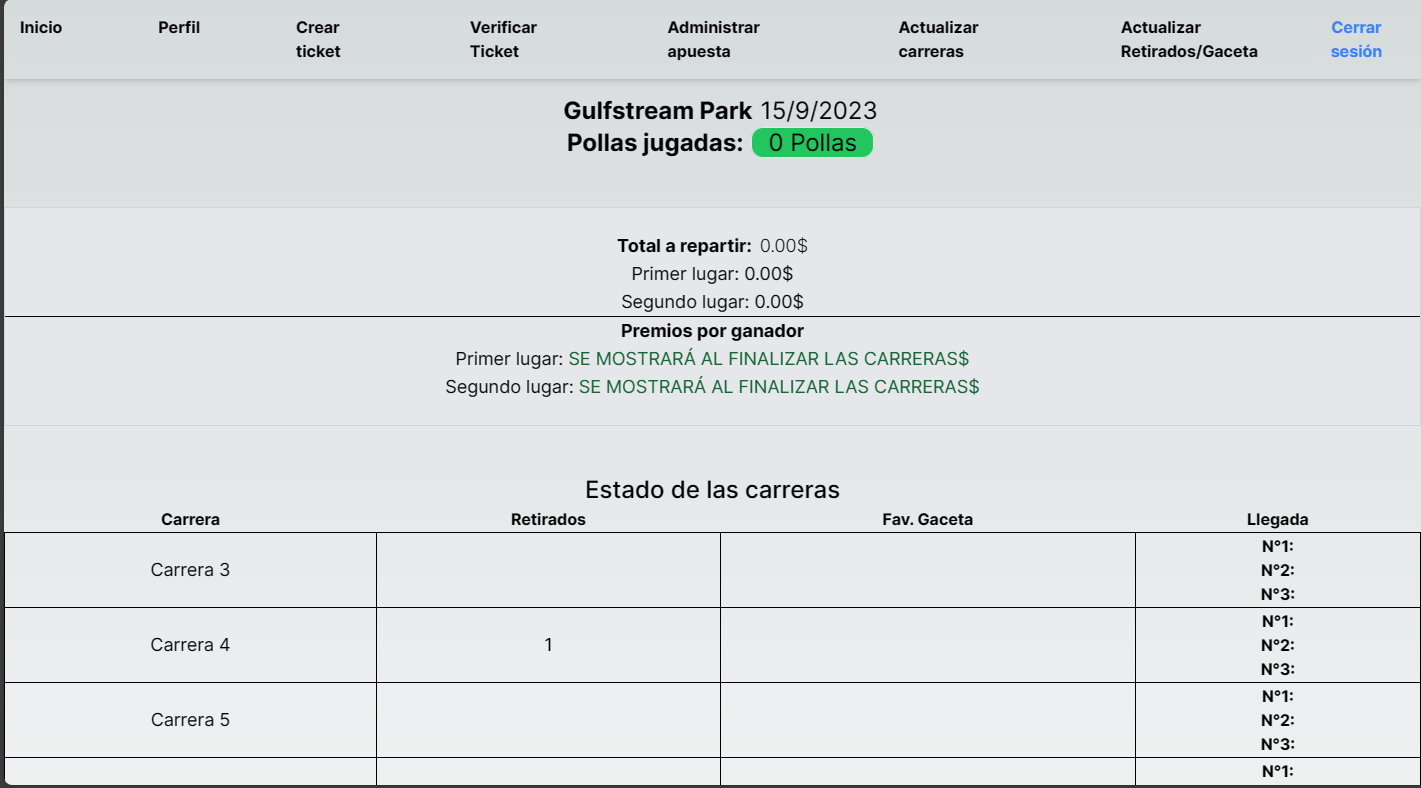 Inicio
Perfil
Crear
ticket
Verificar
Ticket
Administrar
apuesta
Actualizar
carreras
Actualizar
Retirados/Gaceta
Cerrar
sesión
Gulfstream Park 15/9/2023
Pollas jugadas: 0 Pollas
Total a repartir: 0.00$
Primer lugar: 0.00$
Segundo lugar: 0.00$
Premios por ganador
Primer lugar: SE MOSTRARÁ AL FINALIZAR LAS CARRERAS$
Segundo lugar: SE MOSTRARÁ AL FINALIZAR LAS CARRERAS$
Estado de las carreras
Carrera Retirados Fav. Gaceta Llegada
Carrera 3
N°1:
N°2:
N°3:
Carrera 4 1
N°1:
N°2:
N°3:
Carrera 5
N°1:
N°2:
N°3:
N°1: